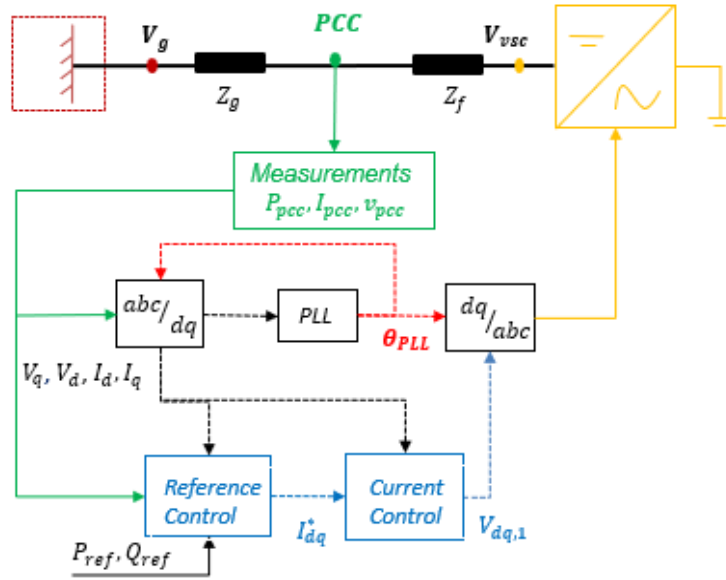 V_g
PCC
V_vsc
Z_g
Z_f
Measurements
P_pcc, I_pcc, v_pcc
abc/dq
PLL
θ_PLL
dq/abc
V_q, V_d, I_d, I_q
Reference
Control
I*_dq
Current
Control
V_dq,1
P_ref, Q_ref